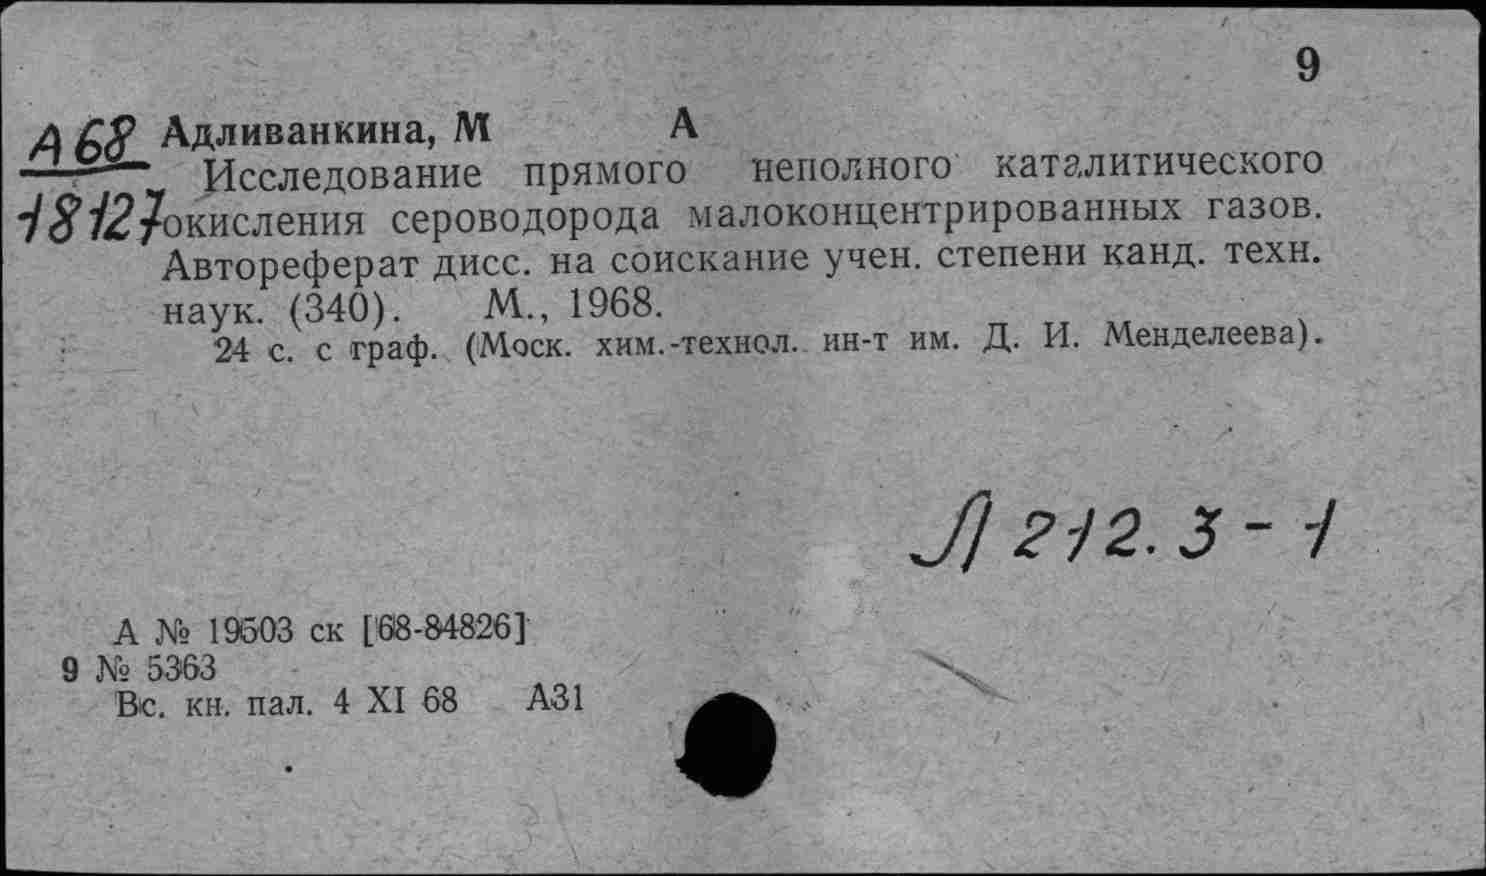 9
А68 Адливанкина, М А
Исследование прямого неполного каталитического
18127 окисления сероводорода малоконцентрированных газов.
Автореферат дисс. на соискание учен. степени канд. техн.
наук. (340). М., 1968.
24 с. с граф. (Моск. хим.-технол. ин-т им. Д. И. Менделеева).
Л 212.3-1
А № 19503 ск [68-84826]
9 № 5363
Вс. кн. пал. 4 XI 68 А31